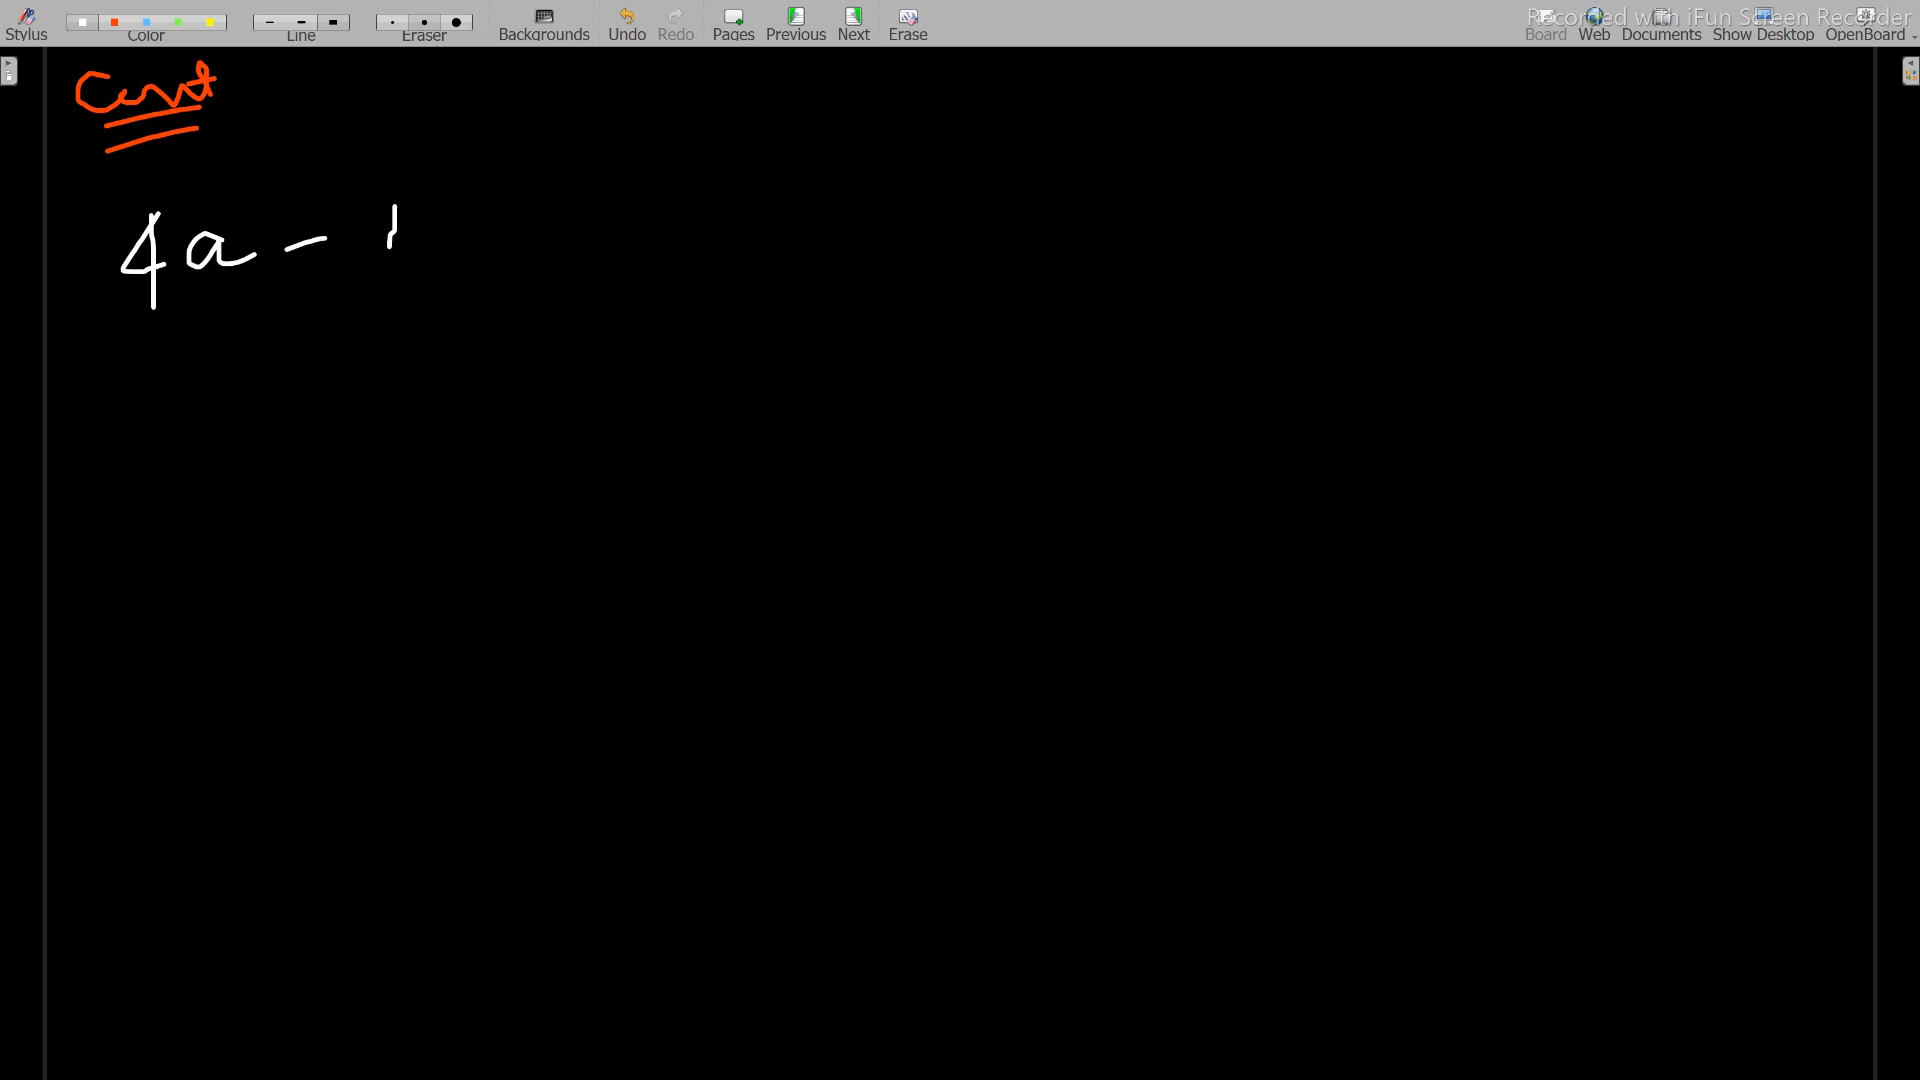 Recorded with iFun Screen Recorder
Stylus Color Line Eraser Backgrounds Undo Redo Pages Previous Next Erase Board Web Documents Show Desktop OpenBoard
Cont
4a -